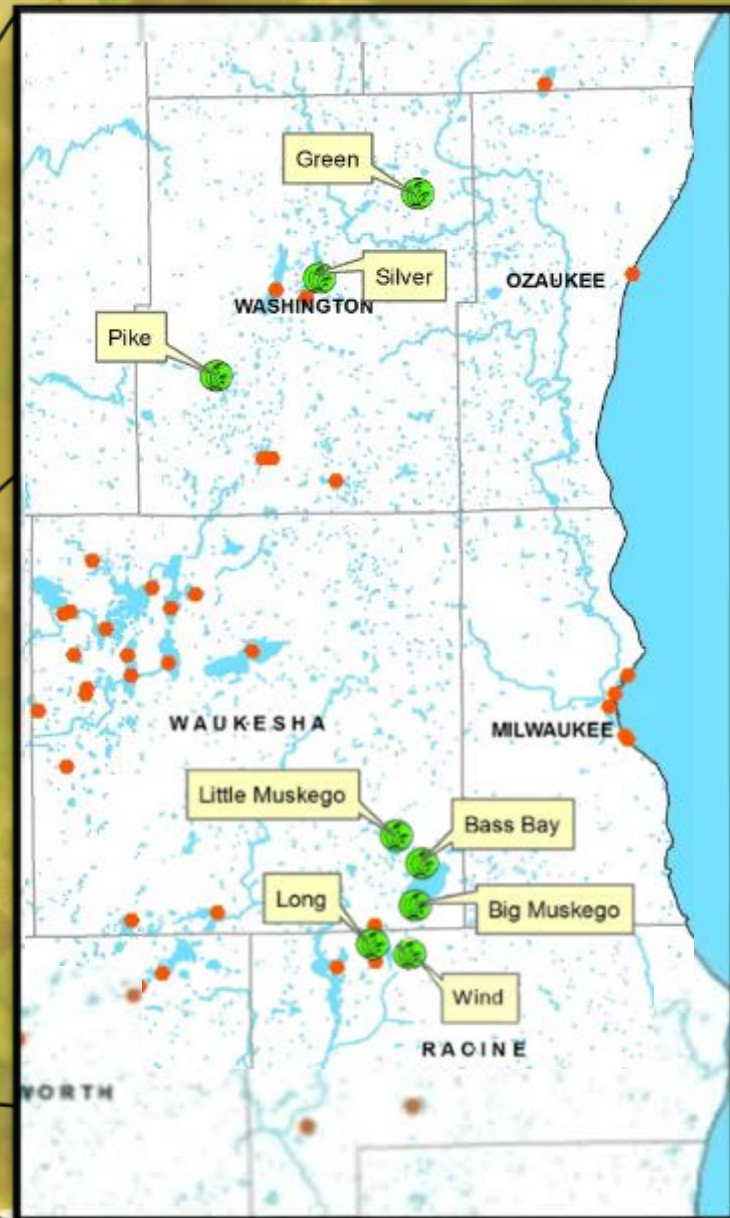 Green
Silver
OZAUKEE
WASHINGTON
Pike
WAUKESHA
MILWAUKEE
Little Muskego
Bass Bay
Long
Big Muskego
Wind
RACINE
WORTH